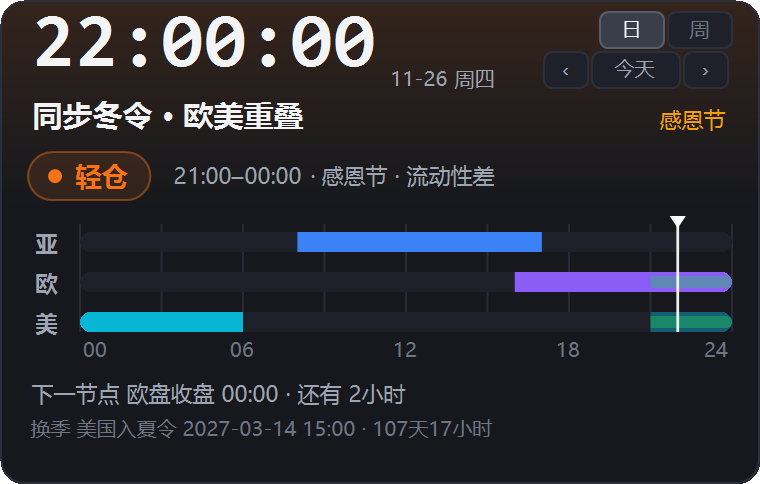 22:00:00
11-26 周四
日 周
‹ 今天 ›
同步冬令 · 欧美重叠
感恩节
轻仓
21:00–00:00 · 感恩节 · 流动性差
亚
欧
美
00 06 12 18 24
下一节点 欧盘收盘 00:00 · 还有 2小时
换季 美国入夏令 2027-03-14 15:00 · 107天17小时